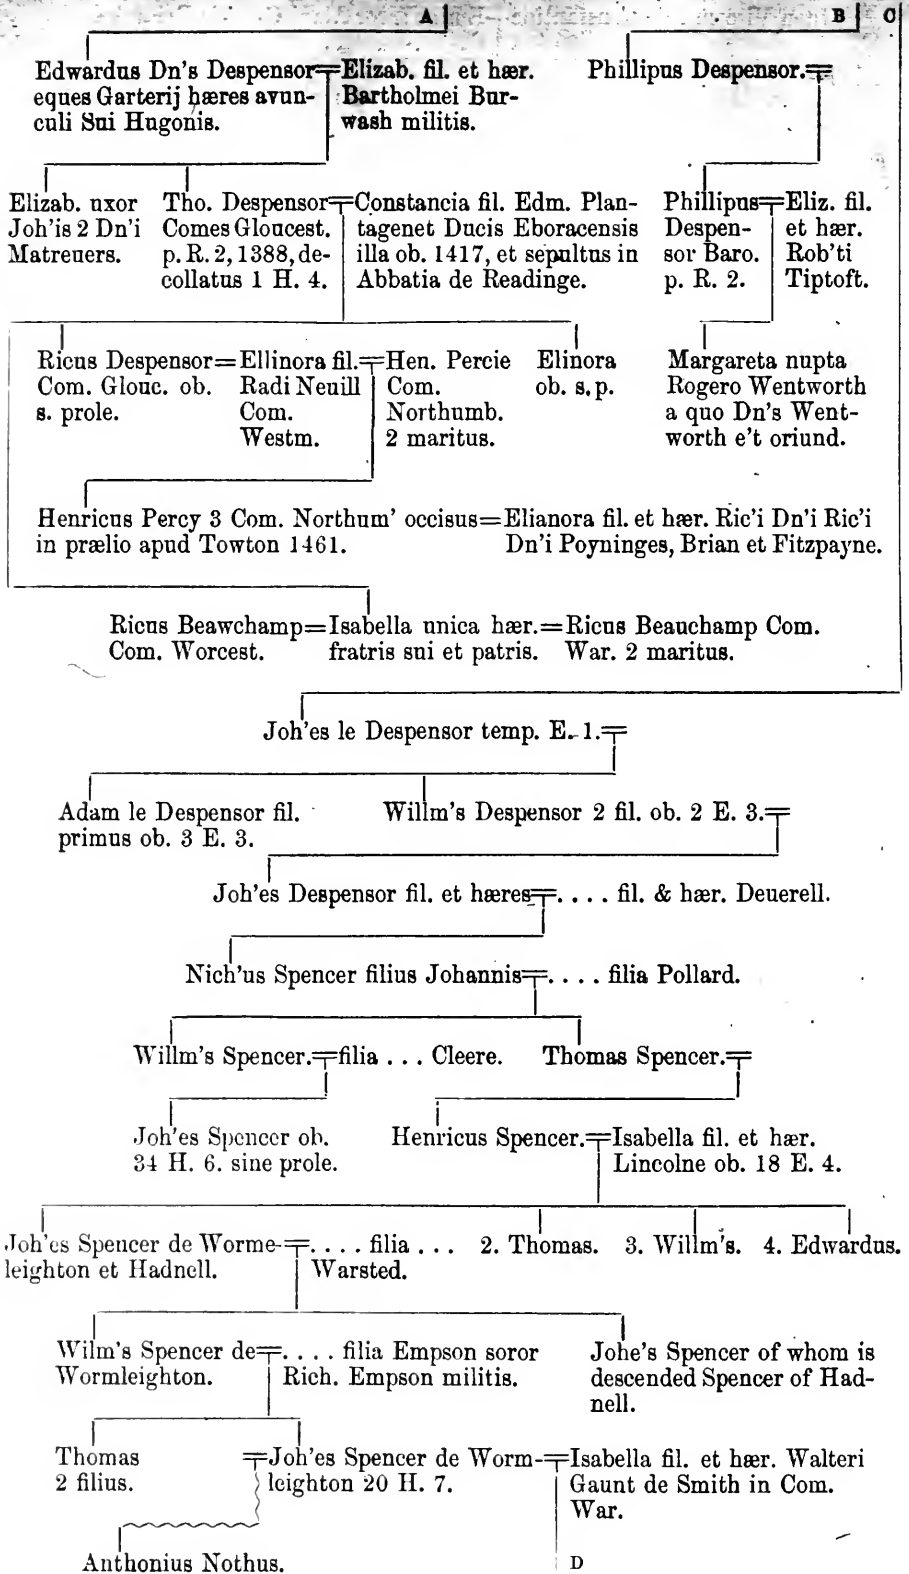 A B C
Edwardus Dn's Despensor=Elizab. fil. et hær.
eques Garterij hæres avun-
culi Sui Hugonis.
Bartholmei Bur-
wash militis.
Phillipus Despensor.=
Elizab. uxor
Joh'is 2 Dn'i
Matreuers.
Tho. Despensor=Constancia fil. Edm. Plan-
Comes Gloucest.
p. R. 2, 1388, de-
collatus 1 H. 4.
tagenet Ducis Eboracensis
illa ob. 1417, et sepultus in
Abbatia de Readinge.
Phillipus=Eliz. fil.
Despen-
sor Baro.
p. R. 2.
et hær.
Rob'ti
Tiptoft.
Ricus Despensor=Ellinora fil.=Hen. Percie
Com. Glouc. ob.
s. prole.
Radi Neuill
Com.
Westm.
Com.
Northumb.
2 maritus.
Elinora
ob. s. p.
Margareta nupta
Rogero Wentworth
a quo Dn's Went-
worth e't oriund.
Henricus Percy 3 Com. Northum' occisus=Elianora fil. et hær. Ric'i Dn'i Ric'i
in prælio apud Towton 1461.
Dn'i Poyninges, Brian et Fitzpayne.
Ricus Beawchamp=Isabella unica hær.=Ricus Beauchamp Com.
Com. Worcest.
fratris sui et patris.
War. 2 maritus.
Joh'es le Despensor temp. E. 1.=
Adam le Despensor fil.
primus ob. 3 E. 3.
Willm's Despensor 2 fil. ob. 2 E. 3.=
Joh'es Despensor fil. et hæres=. . . . fil. & hær. Deuerell.
Nich'us Spencer filius Johannis=. . . . filia Pollard.
Willm's Spencer.=filia . . . Cleere.
Thomas Spencer.=
Joh'es Spencer ob.
34 H. 6. sine prole.
Henricus Spencer.=Isabella fil. et hær.
Lincolne ob. 18 E. 4.
Joh'es Spencer de Worme-=. . . . filia . . .
leighton et Hadnell.
Warsted.
2. Thomas. 3. Willm's. 4. Edwardus.
Wilm's Spencer de=. . . . filia Empson soror
Wormleighton.
Rich. Empson militis.
Johe's Spencer of whom is
descended Spencer of Had-
nell.
Thomas
2 filius.
=Joh'es Spencer de Worm-=Isabella fil. et hær. Walteri
leighton 20 H. 7.
Gaunt de Smith in Com.
War.
Anthonius Nothus.
D